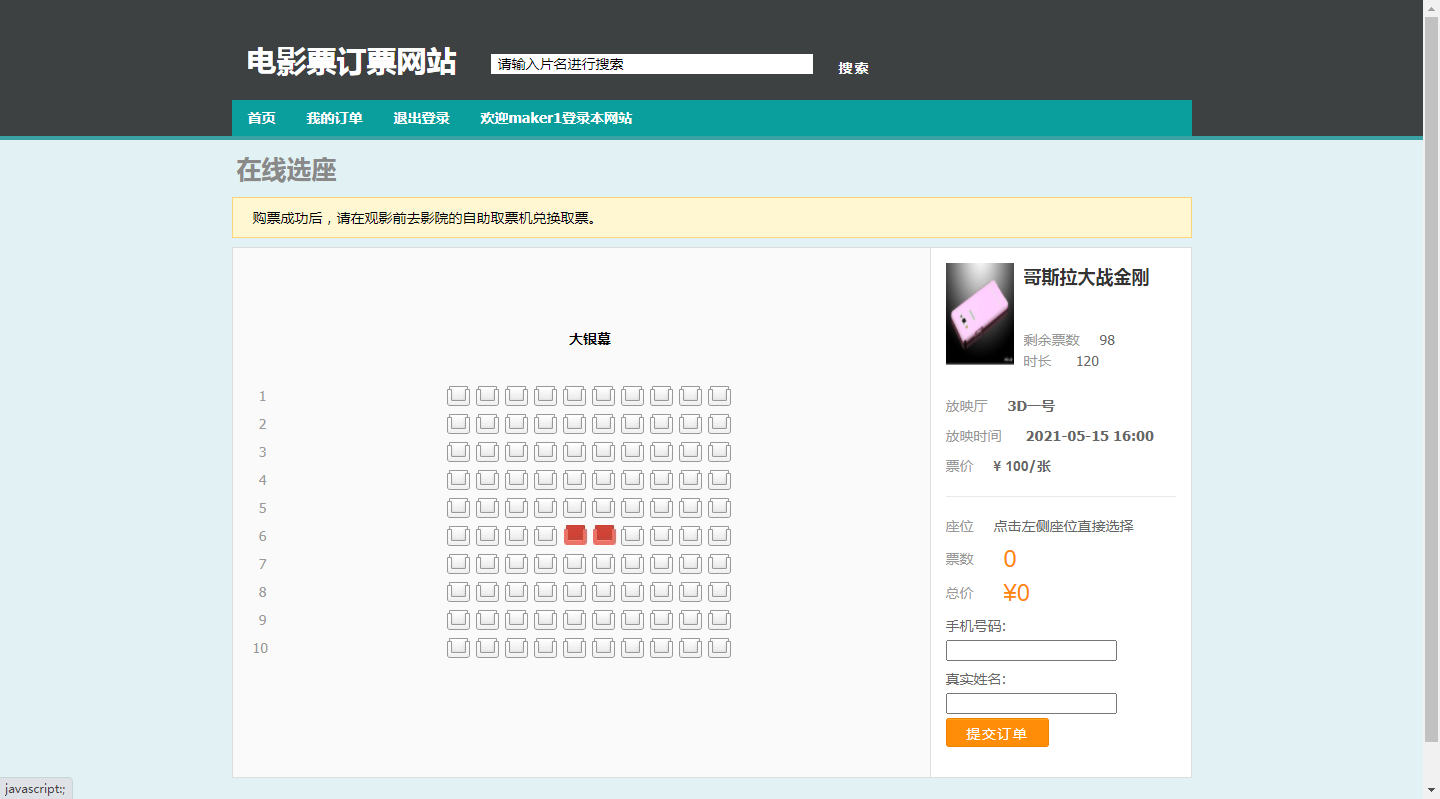 电影票订票网站
请输入片名进行搜索
搜索
首页 我的订单 退出登录 欢迎maker1登录本网站
在线选座
购票成功后，请在观影前去影院的自助取票机兑换取票。
大银幕
1
2
3
4
5
6
7
8
9
10
哥斯拉大战金刚
剩余票数 98
时长 120
放映厅 3D一号
放映时间 2021-05-15 16:00
票价 ¥ 100/张
座位 点击左侧座位直接选择
票数 0
总价 ¥0
手机号码:
真实姓名:
提交订单
javascript:;